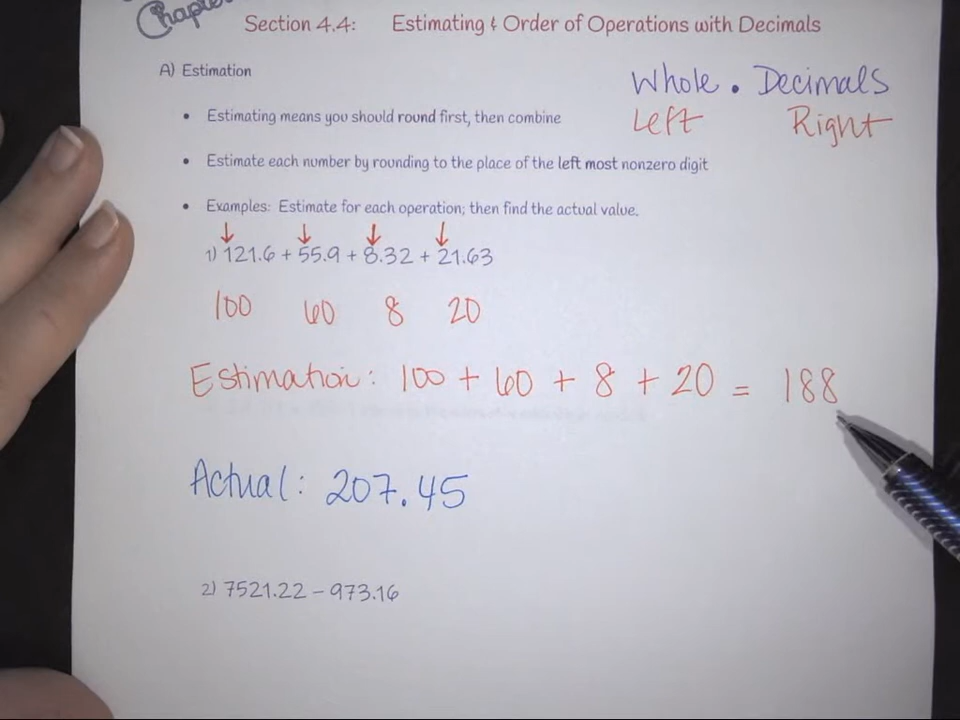 Chapter
Section 4.4: Estimating & Order of Operations with Decimals
A) Estimation
Whole . Decimals
Left Right
• Estimating means you should round first, then combine
• Estimate each number by rounding to the place of the left most nonzero digit
• Examples: Estimate for each operation; then find the actual value.
1) 121.6 + 55.9 + 8.32 + 21.63
100 60 8 20
Estimation: 100 + 60 + 8 + 20 = 188
Actual: 207.45
2) 7521.22 – 973.16